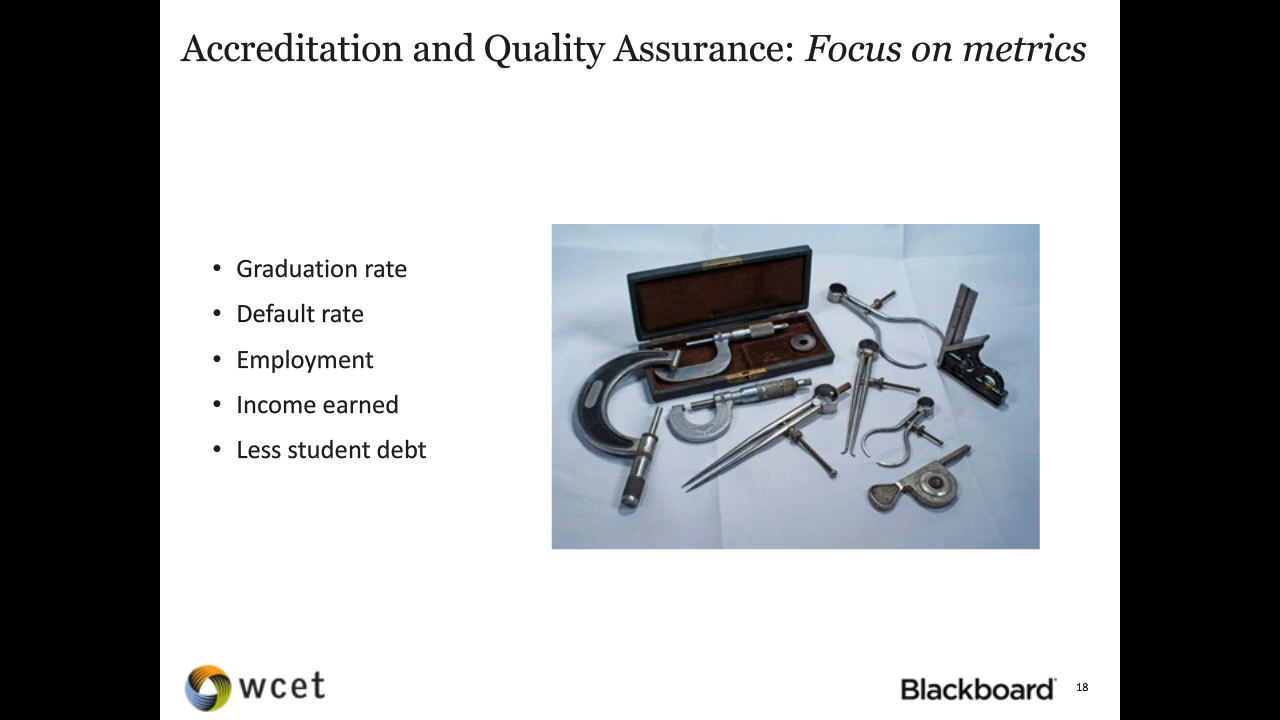 Accreditation and Quality Assurance: Focus on metrics
• Graduation rate
• Default rate
• Employment
• Income earned
• Less student debt
wcet
Blackboard
18